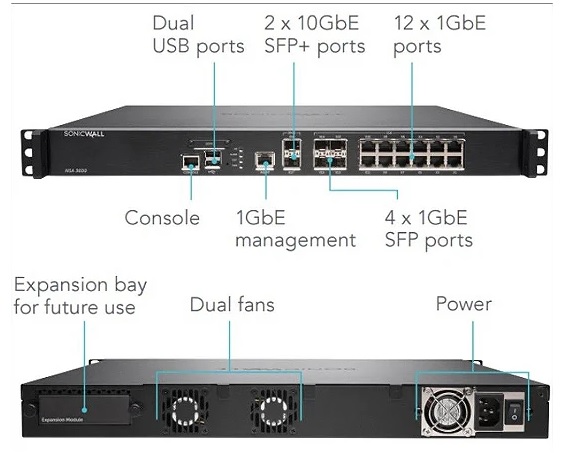 Dual
USB ports
2 x 10GbE
SFP+ ports
12 x 1GbE
ports
SONICWALL
NSA 3600
Console
1GbE
management
4 x 1GbE
SFP ports
Expansion bay
for future use
Dual fans
Power
Expansion Module